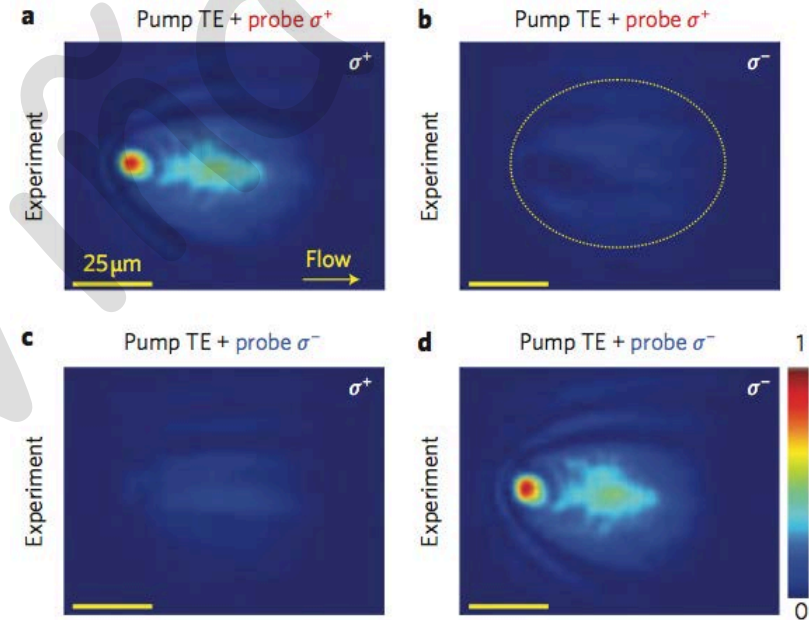 a Pump TE + probe σ⁺
σ⁺
Experiment
25 μm
Flow
b Pump TE + probe σ⁺
σ⁻
Experiment
c Pump TE + probe σ⁻
σ⁺
Experiment
d Pump TE + probe σ⁻
σ⁻
Experiment
1
0